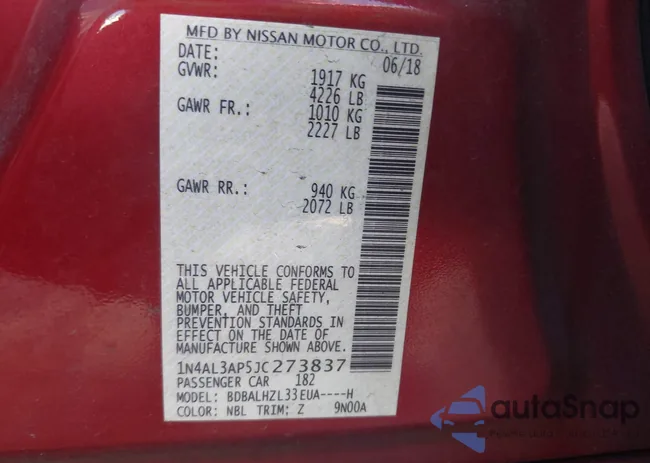 MFD BY NISSAN MOTOR CO., LTD.
DATE: 06/18
GVWR: 1917 KG
4226 LB
GAWR FR.: 1010 KG
2227 LB
GAWR RR.: 940 KG
2072 LB
THIS VEHICLE CONFORMS TO
ALL APPLICABLE FEDERAL
MOTOR VEHICLE SAFETY,
BUMPER, AND THEFT
PREVENTION STANDARDS IN
EFFECT ON THE DATE OF
MANUFACTURE SHOWN ABOVE.
1N4AL3AP5JC273837
PASSENGER CAR 182
MODEL: BDBALHZL33EUA----H
COLOR: NBL TRIM: Z 9N00A
autoSnap